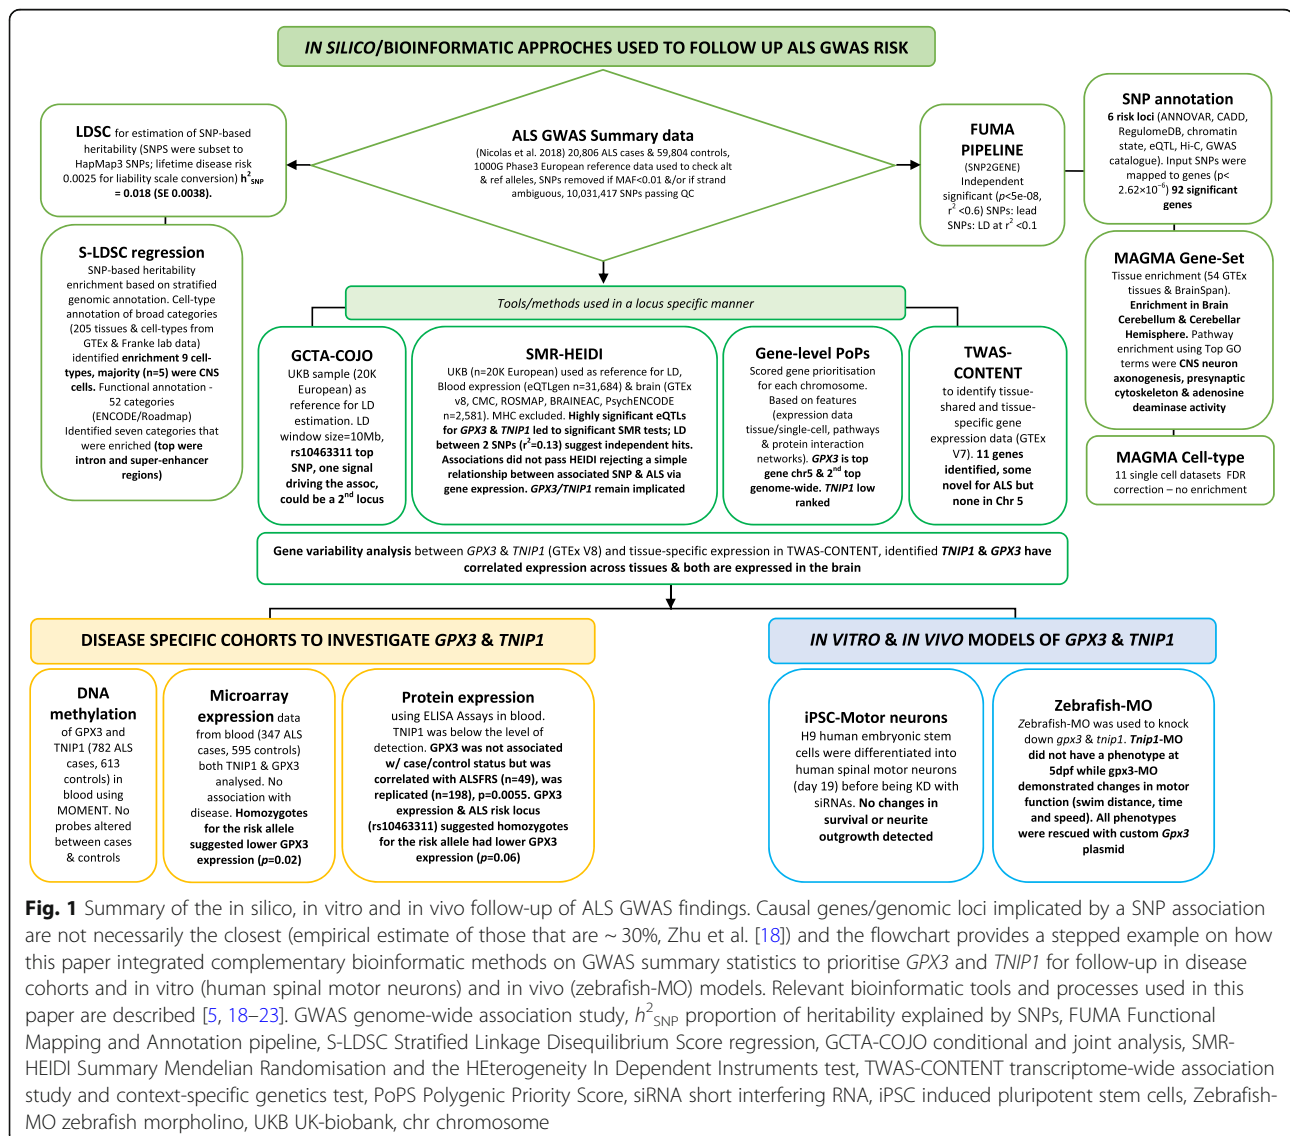 IN SILICO/BIOINFORMATIC APPROCHES USED TO FOLLOW UP ALS GWAS RISK
LDSC for estimation of SNP-based
heritability (SNPS were subset to
HapMap3 SNPs; lifetime disease risk
0.0025 for liability scale conversion) h²SNP
= 0.018 (SE 0.0038).
ALS GWAS Summary data
(Nicolas et al. 2018) 20,806 ALS cases & 59,804 controls,
1000G Phase3 European reference data used to check alt
& ref alleles, SNPs removed if MAF<0.01 &/or if strand
ambiguous, 10,031,417 SNPs passing QC
FUMA
PIPELINE
(SNP2GENE)
Independent
significant (p<5e-08,
r² <0.6) SNPs: lead
SNPs: LD at r² <0.1
SNP annotation
6 risk loci (ANNOVAR, CADD,
RegulomeDB, chromatin
state, eQTL, Hi-C, GWAS
catalogue). Input SNPs were
mapped to genes (p<
2.62×10⁻⁶) 92 significant
genes
S-LDSC regression
SNP-based heritability
enrichment based on stratified
genomic annotation. Cell-type
annotation of broad categories
(205 tissues & cell-types from
GTEx & Franke lab data)
identified enrichment 9 cell-
types, majority (n=5) were CNS
cells. Functional annotation -
52 categories
(ENCODE/Roadmap)
Identified seven categories that
were enriched (top were
intron and super-enhancer
regions)
MAGMA Gene-Set
Tissue enrichment (54 GTEx
tissues & BrainSpan).
Enrichment in Brain
Cerebellum & Cerebellar
Hemisphere. Pathway
enrichment using Top GO
terms were CNS neuron
axonogenesis, presynaptic
cytoskeleton & adenosine
deaminase activity
MAGMA Cell-type
11 single cell datasets  FDR
correction – no enrichment
Tools/methods used in a locus specific manner
GCTA-COJO
UKB sample (20K
European) as
reference for LD
estimation. LD
window size=10Mb,
rs10463311 top
SNP, one signal
driving the assoc,
could be a 2nd locus
SMR-HEIDI
UKB (n=20K European) used as reference for LD,
Blood expression (eQTLgen n=31,684) & brain (GTEx
v8, CMC, ROSMAP, BRAINEAC, PsychENCODE
n=2,581). MHC excluded. Highly significant eQTLs
for GPX3 & TNIP1 led to significant SMR tests; LD
between 2 SNPs (r²=0.13) suggest independent hits.
Associations did not pass HEIDI rejecting a simple
relationship between associated SNP & ALS via
gene expression. GPX3/TNIP1 remain implicated
Gene-level PoPs
Scored gene prioritisation
for each chromosome.
Based on features
(expression data
tissue/single-cell, pathways
& protein interaction
networks). GPX3 is top
gene chr5 & 2nd top
genome-wide. TNIP1 low
ranked
TWAS-
CONTENT
to identify tissue-
shared and tissue-
specific gene
expression data (GTEx
V7). 11 genes
identified, some
novel for ALS but
none in Chr 5
Gene variability analysis between GPX3 & TNIP1 (GTEx V8) and tissue-specific expression in TWAS-CONTENT, identified TNIP1 & GPX3 have
correlated expression across tissues & both are expressed in the brain
DISEASE SPECIFIC COHORTS TO INVESTIGATE GPX3 & TNIP1
DNA
methylation
of GPX3 and
TNIP1 (782 ALS
cases, 613
controls) in
blood using
MOMENT. No
probes altered
between cases
& controls
Microarray
expression data
from blood (347 ALS
cases, 595 controls)
both TNIP1 & GPX3
analysed. No
association with
disease. Homozygotes
for the risk allele
suggested lower GPX3
expression (p=0.02)
Protein expression
using ELISA Assays in blood.
TNIP1 was below the level of
detection. GPX3 was not associated
w/ case/control status but was
correlated with ALSFRS (n=49), was
replicated (n=198), p=0.0055. GPX3
expression & ALS risk locus
(rs10463311) suggested homozygotes
for the risk allele had lower GPX3
expression (p=0.06)
IN VITRO & IN VIVO MODELS OF GPX3 & TNIP1
iPSC-Motor neurons
H9 human embryonic stem
cells were differentiated into
human spinal motor neurons
(day 19) before being KD with
siRNAs. No changes in
survival or neurite
outgrowth detected
Zebrafish-MO
Zebrafish-MO was used to knock
down gpx3 & tnip1. Tnip1-MO
did not have a phenotype at
5dpf while gpx3-MO
demonstrated changes in motor
function (swim distance, time
and speed). All phenotypes
were rescued with custom Gpx3
plasmid
Fig. 1 Summary of the in silico, in vitro and in vivo follow-up of ALS GWAS findings. Causal genes/genomic loci implicated by a SNP association
are not necessarily the closest (empirical estimate of those that are ~ 30%, Zhu et al. [18]) and the flowchart provides a stepped example on how
this paper integrated complementary bioinformatic methods on GWAS summary statistics to prioritise GPX3 and TNIP1 for follow-up in disease
cohorts and in vitro (human spinal motor neurons) and in vivo (zebrafish-MO) models. Relevant bioinformatic tools and processes used in this
paper are described [5, 18–23]. GWAS genome-wide association study, h²SNP proportion of heritability explained by SNPs, FUMA Functional
Mapping and Annotation pipeline, S-LDSC Stratified Linkage Disequilibrium Score regression, GCTA-COJO conditional and joint analysis, SMR-
HEIDI Summary Mendelian Randomisation and the HEterogeneity In Dependent Instruments test, TWAS-CONTENT transcriptome-wide association
study and context-specific genetics test, PoPS Polygenic Priority Score, siRNA short interfering RNA, iPSC induced pluripotent stem cells, Zebrafish-
MO zebrafish morpholino, UKB UK-biobank, chr chromosome